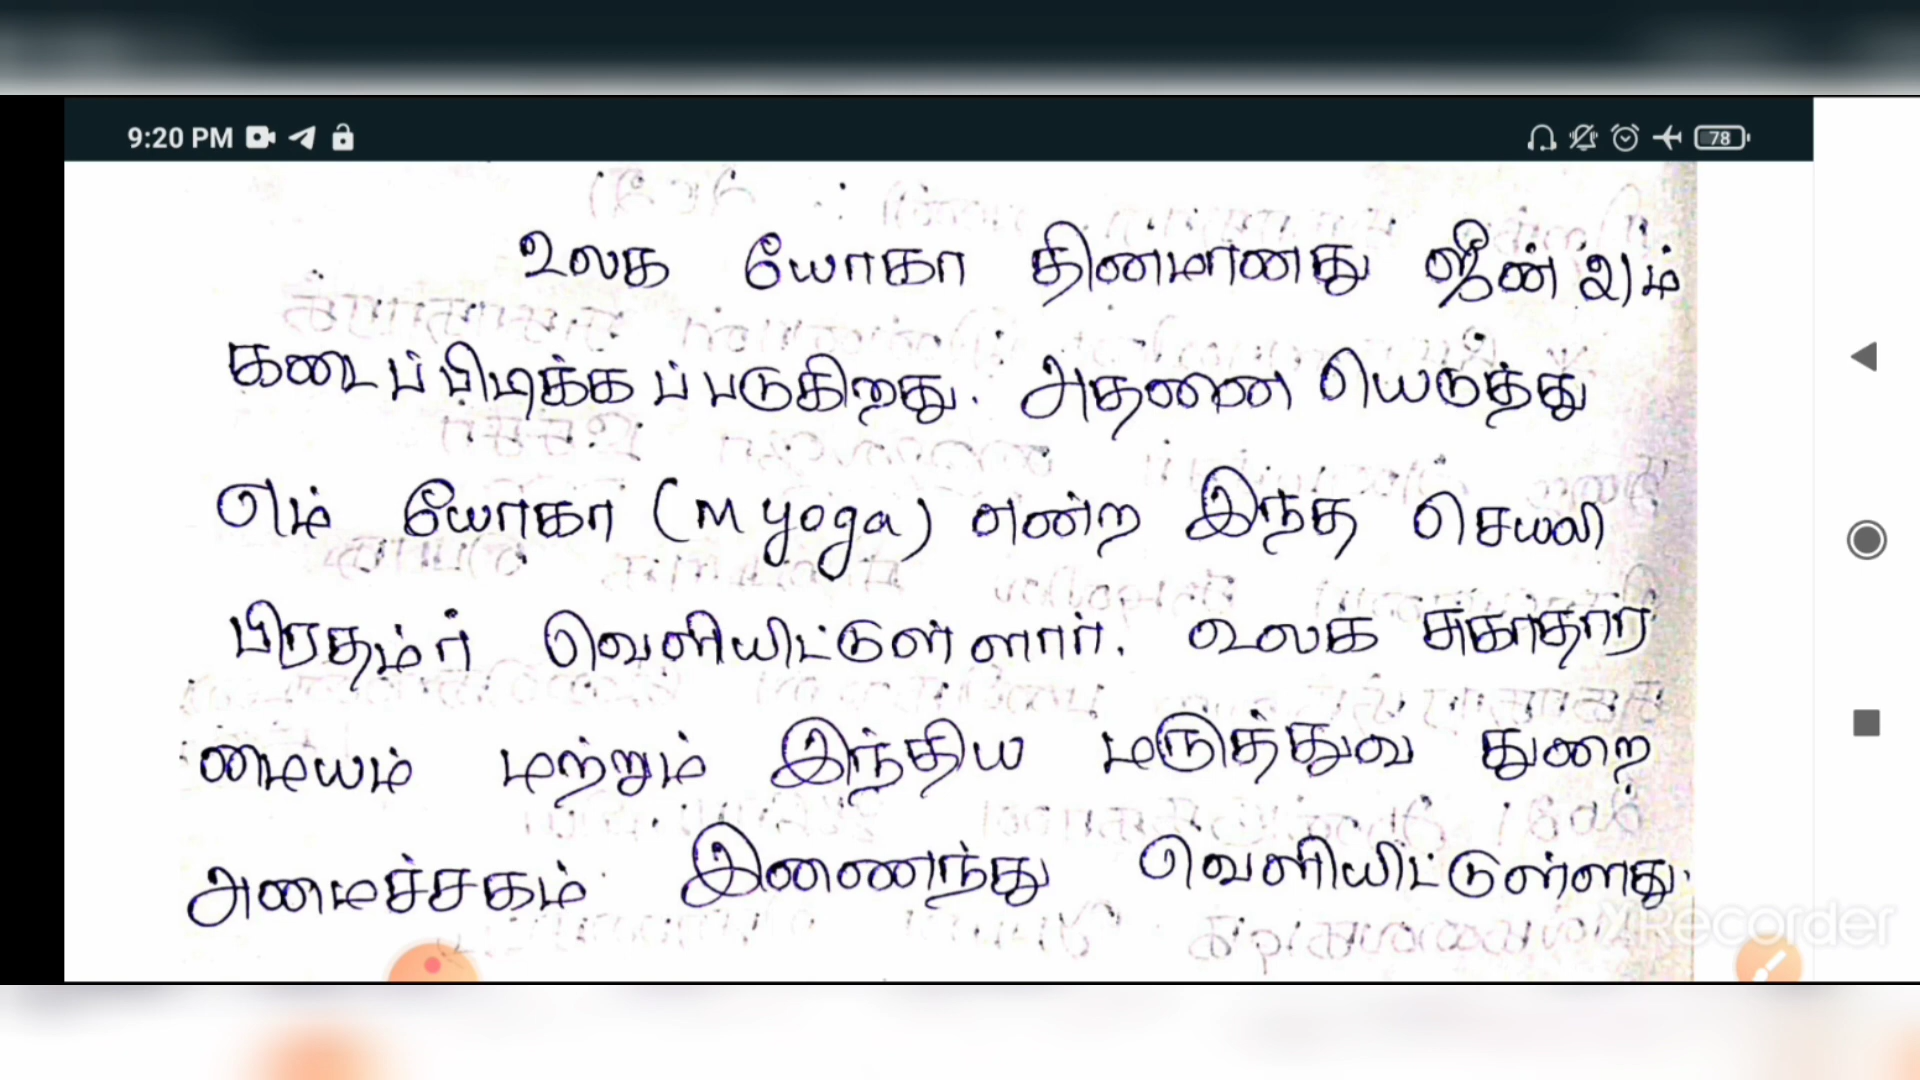 9:20 PM
78
உலக யோகா தினமானது ஜீன் 21ம்
கடைப்பிடிக்கப்படுகிறது. அதணை யெடுத்து
எம் யோகா (M yoga) என்ற இந்த செயலி
பிரதமர் வெளியிட்டுள்ளார். உலக சுகாதார
மையம் மற்றும் இந்திய மருத்துவ துறை
அமைச்சகம் இணைந்து வெளியிட்டுள்ளது.
XRecorder